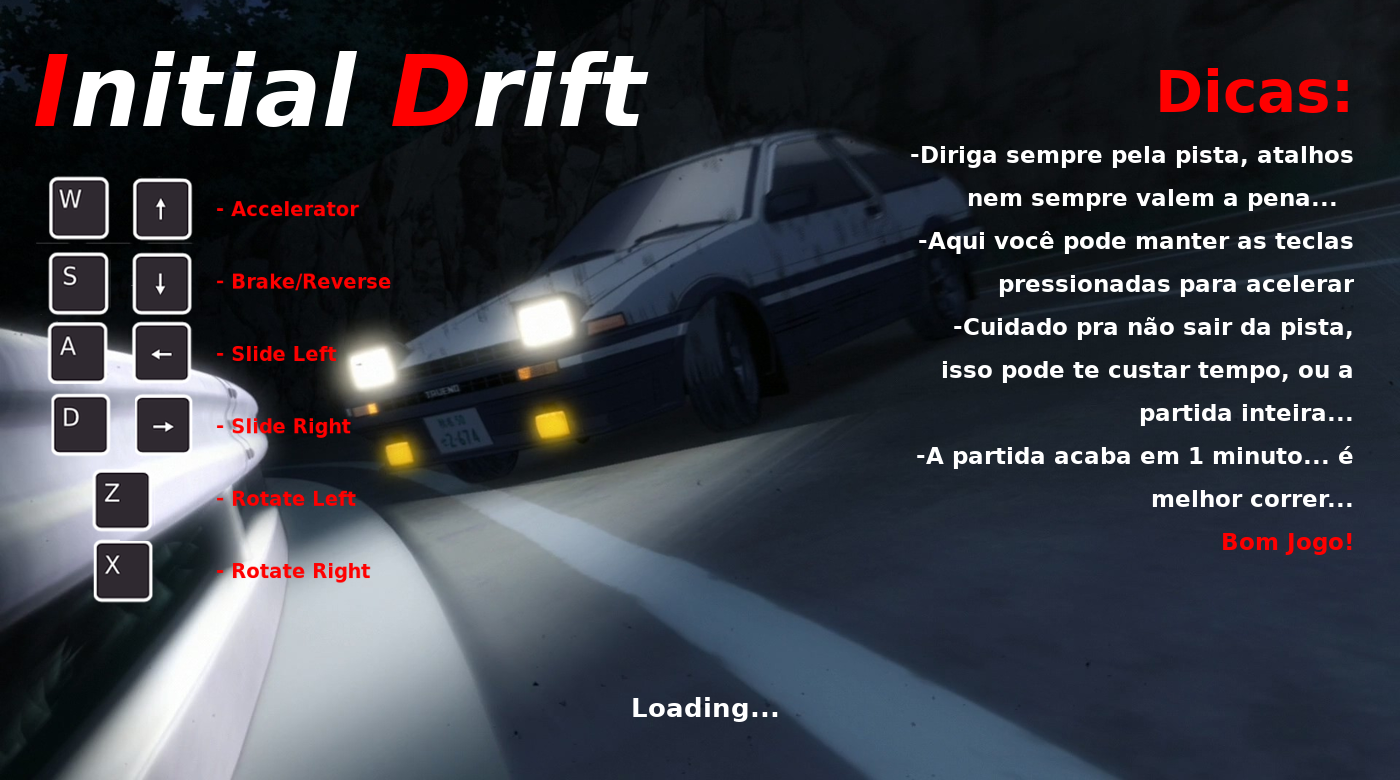 Initial Drift
W ↑ - Accelerator
S ↓ - Brake/Reverse
A ← - Slide Left
D → - Slide Right
Z - Rotate Left
X - Rotate Right
TRUENO
Dicas:
-Diriga sempre pela pista, atalhos
nem sempre valem a pena...
-Aqui você pode manter as teclas
pressionadas para acelerar
-Cuidado pra não sair da pista,
isso pode te custar tempo, ou a
partida inteira...
-A partida acaba em 1 minuto... é
melhor correr...
Bom Jogo!
Loading...